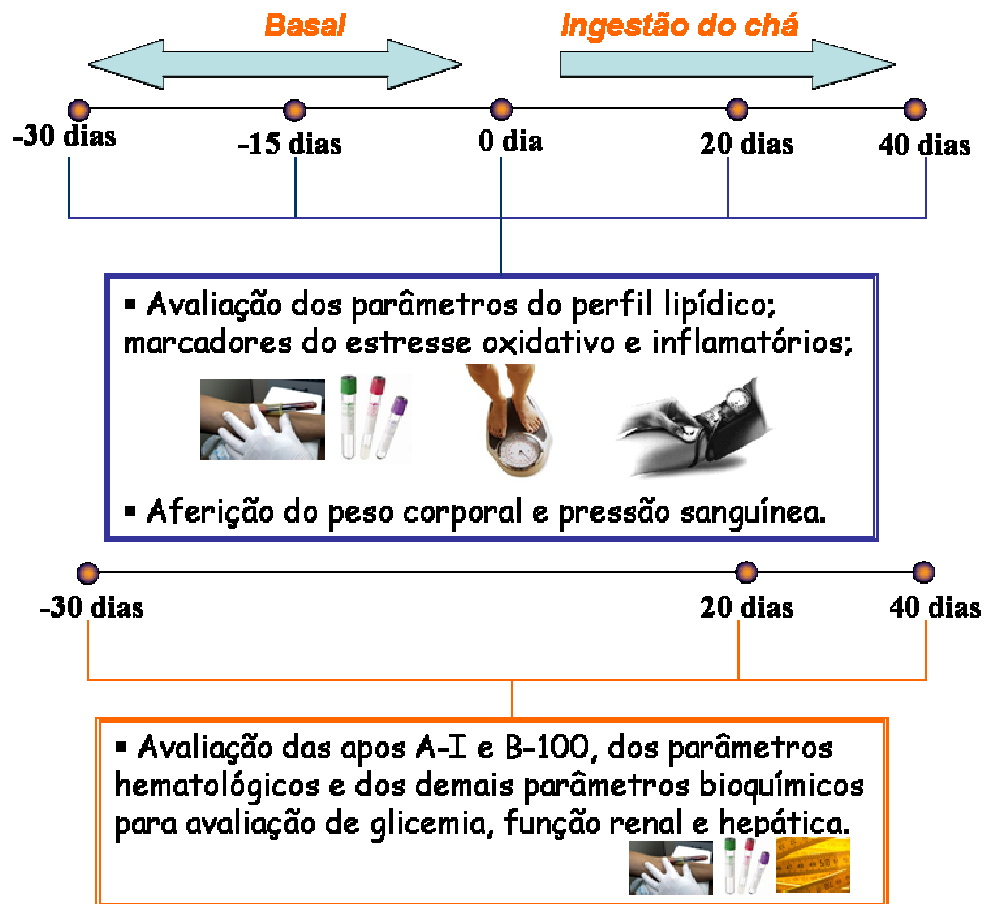 Basal
Ingestão do chá
-30 dias
-15 dias
0 dia
20 dias
40 dias
▪ Avaliação dos parâmetros do perfil lipídico;
marcadores do estresse oxidativo e inflamatórios;
▪ Aferição do peso corporal e pressão sanguínea.
-30 dias
20 dias
40 dias
▪ Avaliação das apos A-I e B-100, dos parâmetros
hematológicos e dos demais parâmetros bioquímicos
para avaliação de glicemia, função renal e hepática.